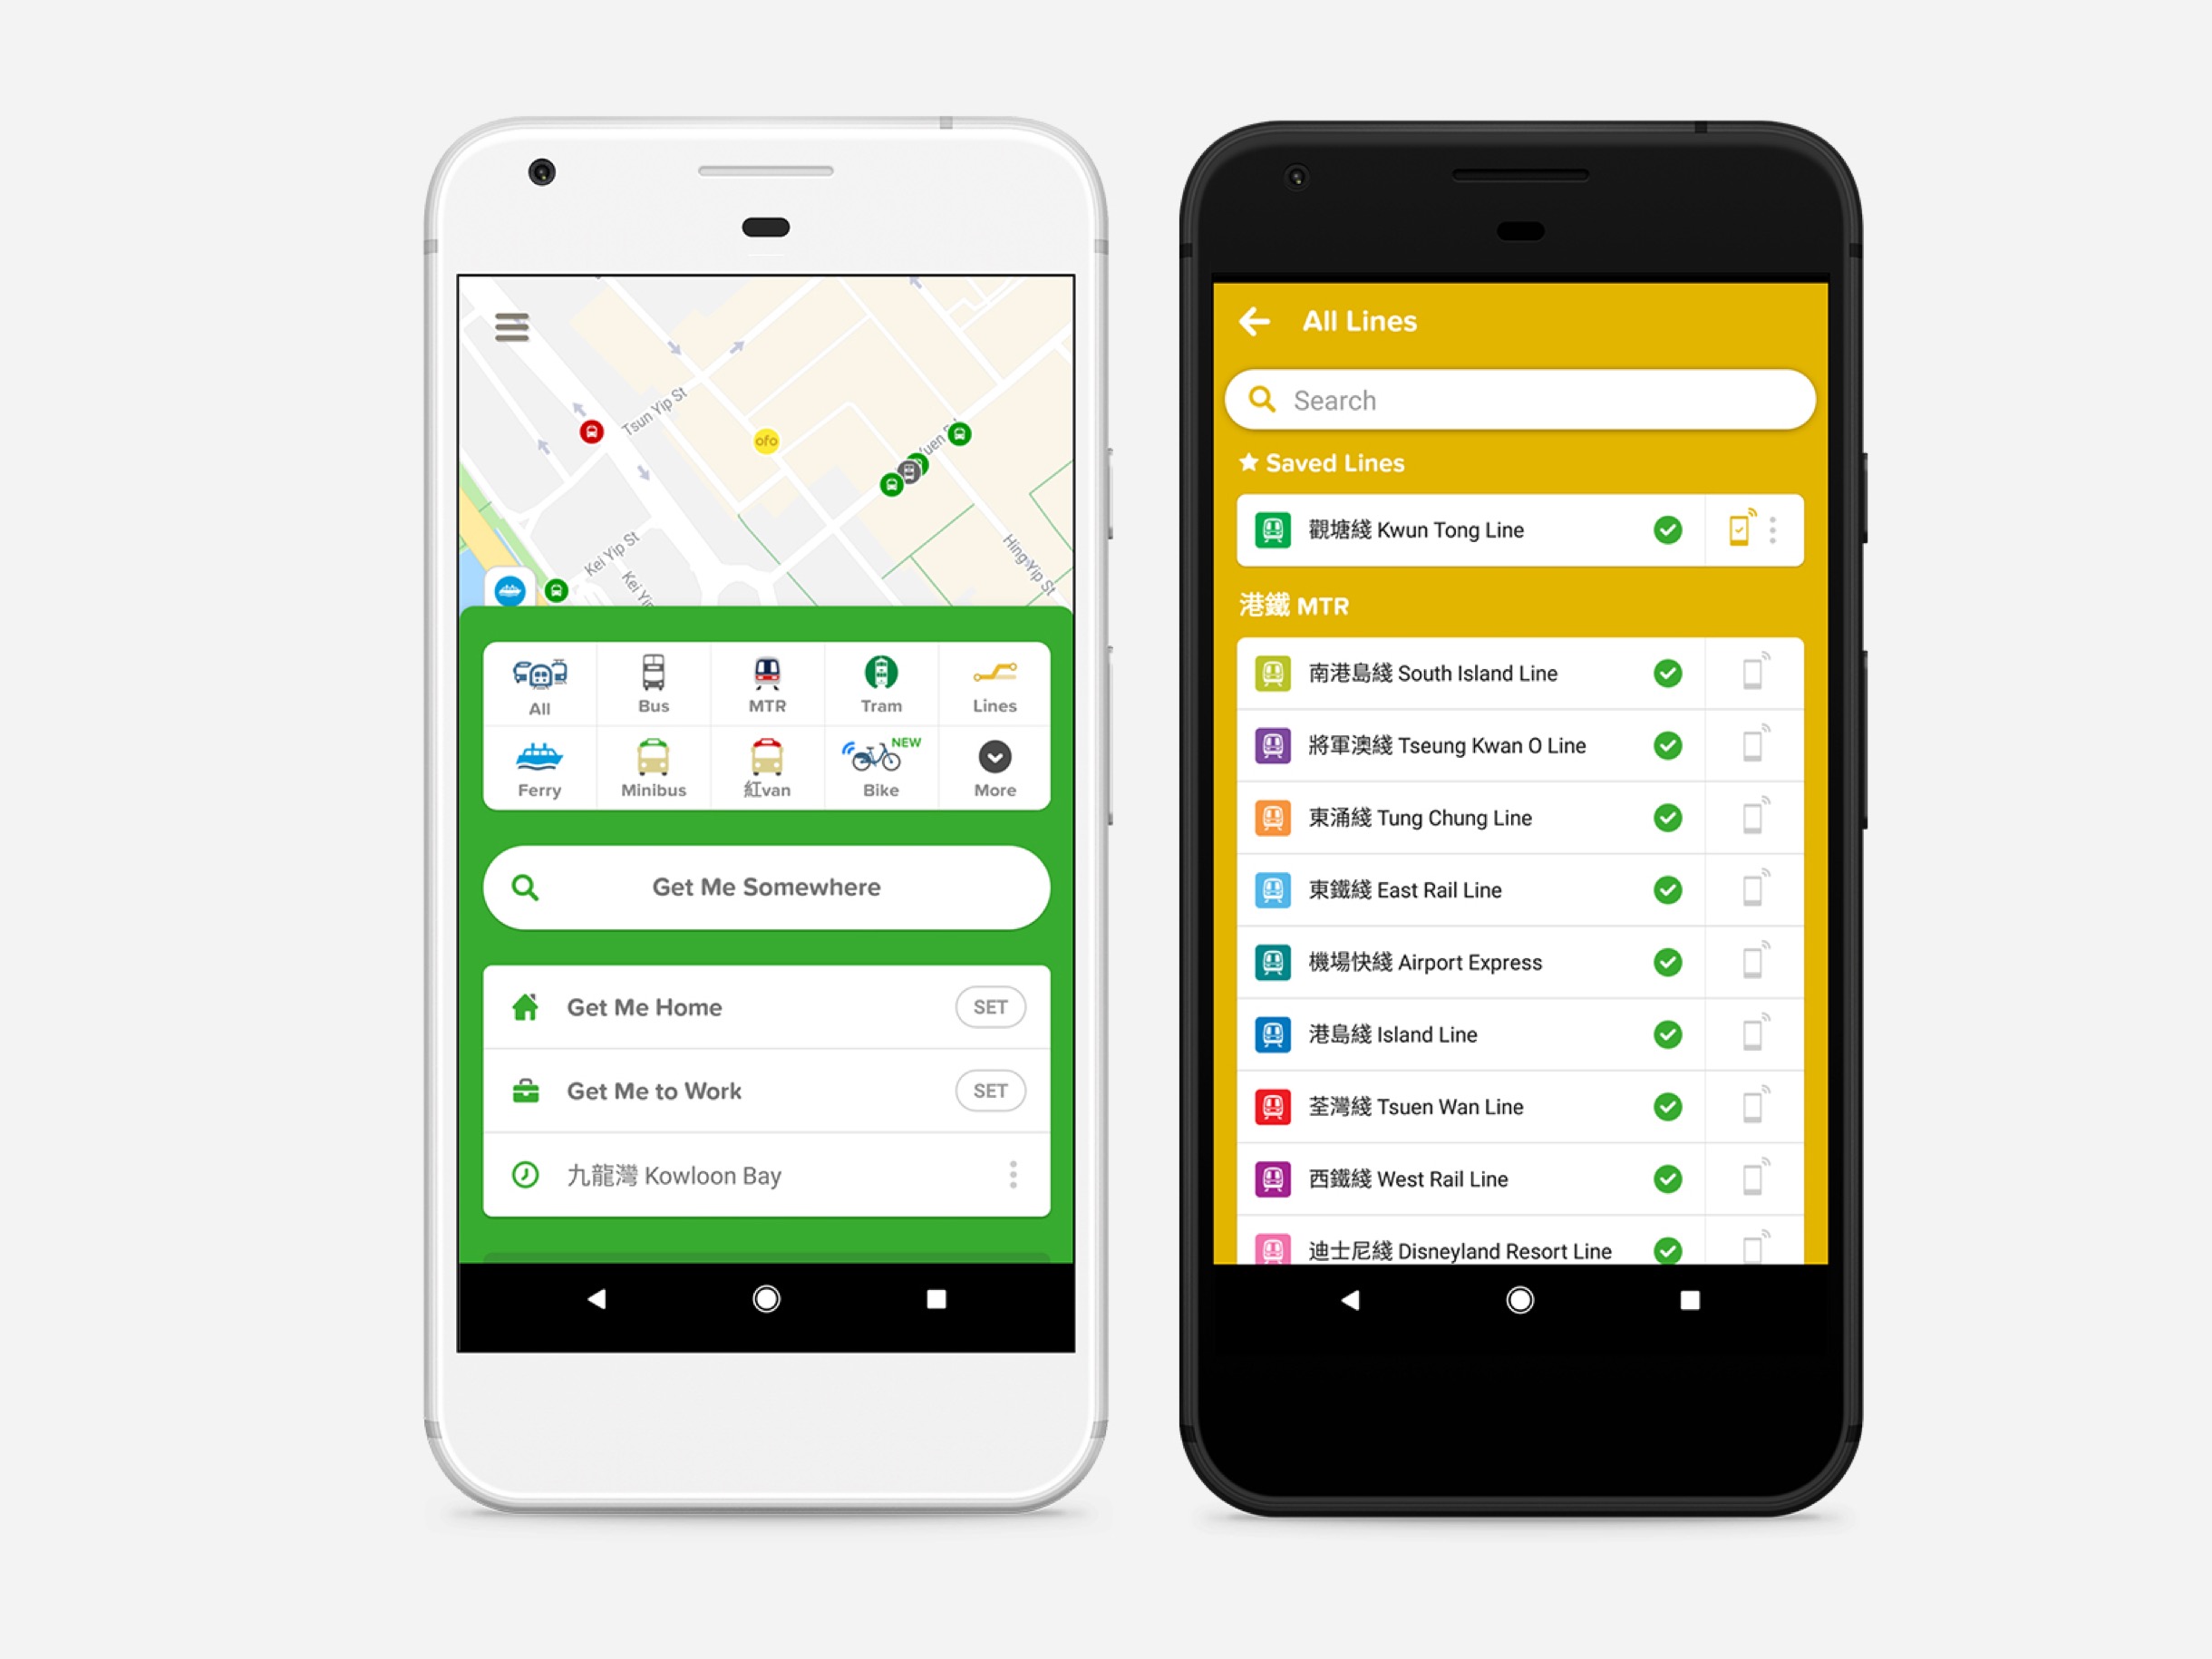 Tsun Yip St
ofo
Kei Yip St
Hing Yip St
All
Bus
MTR
Tram
Lines
NEW
Ferry
Minibus
紅van
Bike
More
Get Me Somewhere
Get Me Home
SET
Get Me to Work
SET
九龍灣 Kowloon Bay
All Lines
Search
Saved Lines
觀塘綫 Kwun Tong Line
港鐵 MTR
南港島綫 South Island Line
將軍澳綫 Tseung Kwan O Line
東涌綫 Tung Chung Line
東鐵綫 East Rail Line
機場快綫 Airport Express
港島綫 Island Line
荃灣綫 Tsuen Wan Line
西鐵綫 West Rail Line
迪士尼綫 Disneyland Resort Line